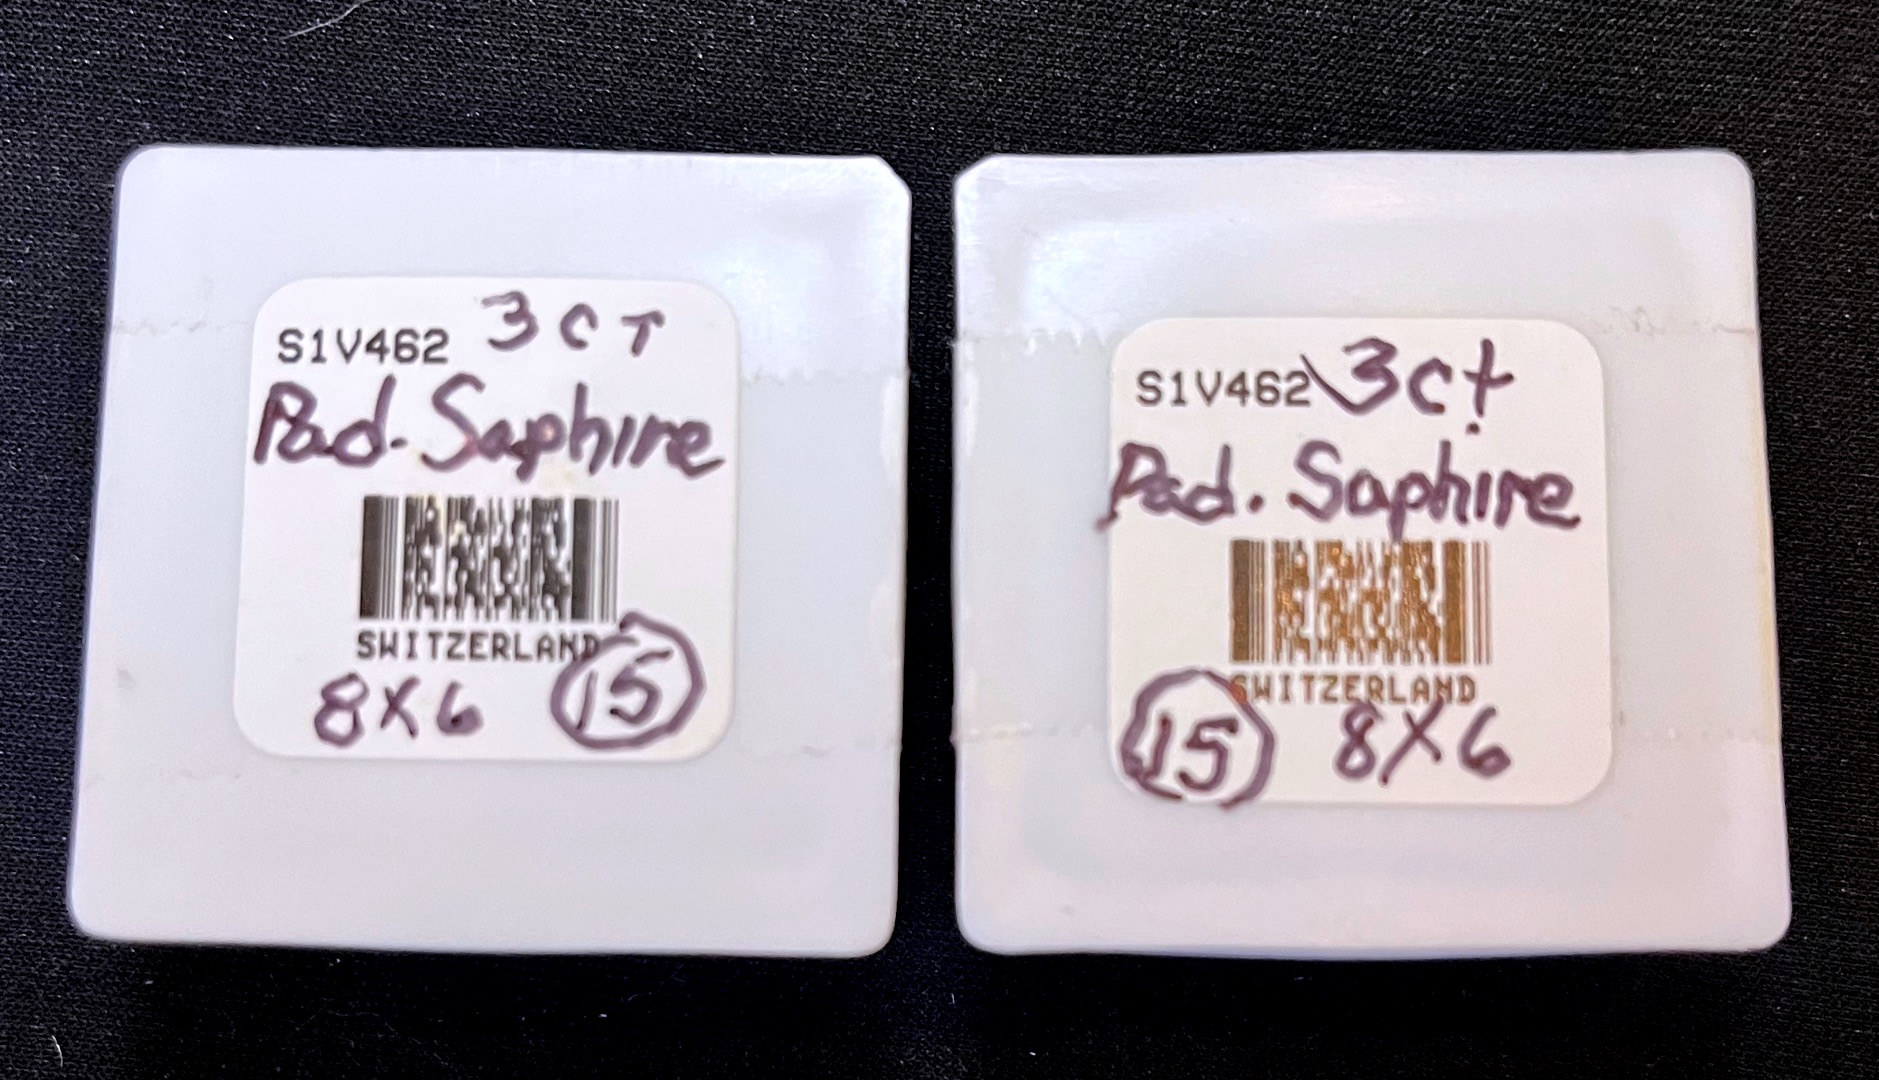 S1V462 3CT
Pad. Saphire
SWITZERLAND
8X6 15
S1V462 3ct
Pad. Saphire
SWITZERLAND
15 8X6